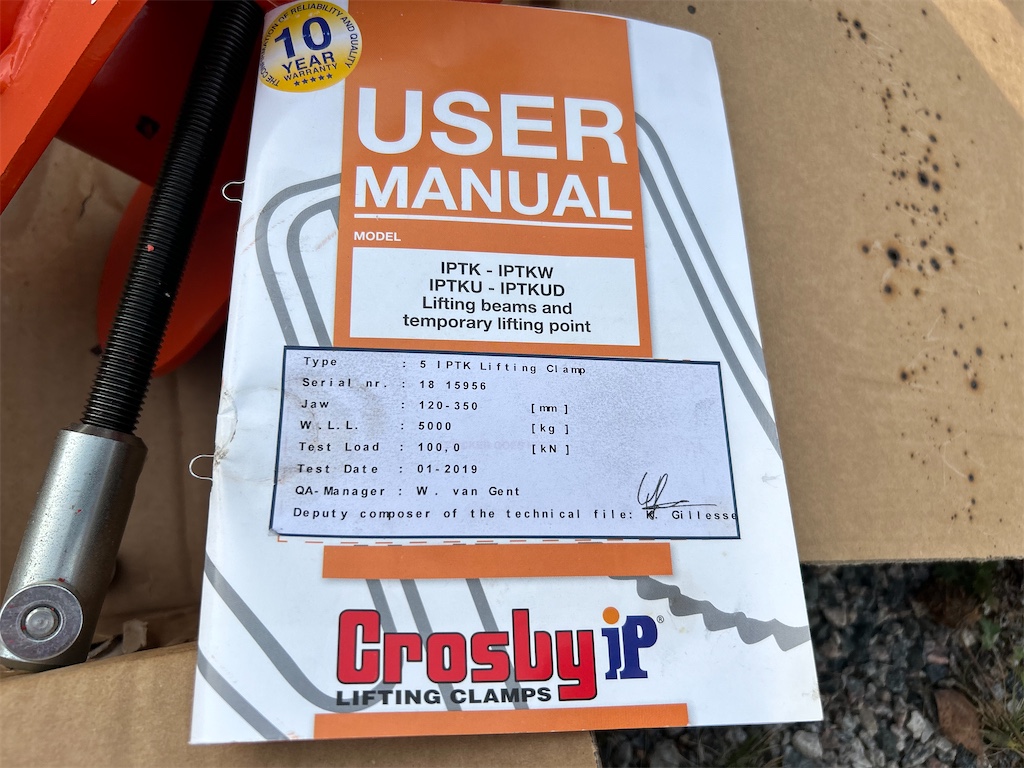 THE COMBINATION OF RELIABILITY AND QUALITY
10
YEAR
WARRANTY
★★★★★
USER
MANUAL
MODEL
IPTK - IPTKW
IPTKU - IPTKUD
Lifting beams and
temporary lifting point
Type : 5 IPTK Lifting Clamp
Serial nr. : 18 15956
Jaw : 120-350 [mm]
W.L.L. : 5000 [kg]
Test Load : 100,0 [kN]
Test Date : 01-2019
QA-Manager : W. van Gent
Deputy composer of the technical file: K. Gillesse
Crosby iP®
LIFTING CLAMPS